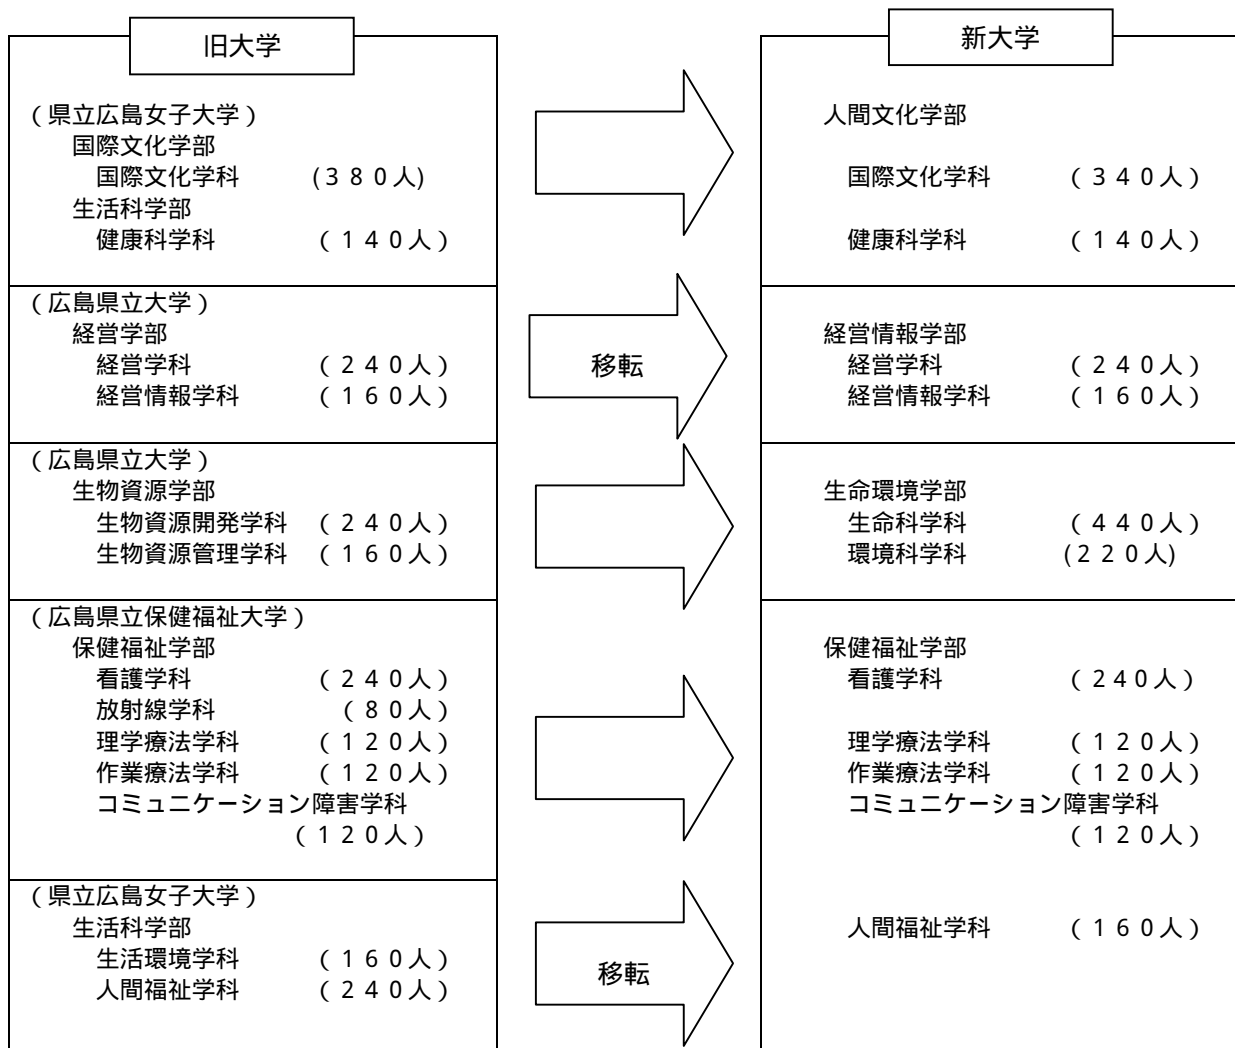 旧大学
(県立広島女子大学)
国際文化学部
国際文化学科 (380人)
生活科学部
健康科学科 (140人)
(広島県立大学)
経営学部
経営学科 (240人)
経営情報学科 (160人)
(広島県立大学)
生物資源学部
生物資源開発学科 (240人)
生物資源管理学科 (160人)
(広島県立保健福祉大学)
保健福祉学部
看護学科 (240人)
放射線学科 (80人)
理学療法学科 (120人)
作業療法学科 (120人)
コミュニケーション障害学科
(120人)
(県立広島女子大学)
生活科学部
生活環境学科 (160人)
人間福祉学科 (240人)
移転
移転
新大学
人間文化学部
国際文化学科 (340人)
健康科学科 (140人)
経営情報学部
経営学科 (240人)
経営情報学科 (160人)
生命環境学部
生命科学科 (440人)
環境科学科 (220人)
保健福祉学部
看護学科 (240人)
理学療法学科 (120人)
作業療法学科 (120人)
コミュニケーション障害学科
(120人)
人間福祉学科 (160人)